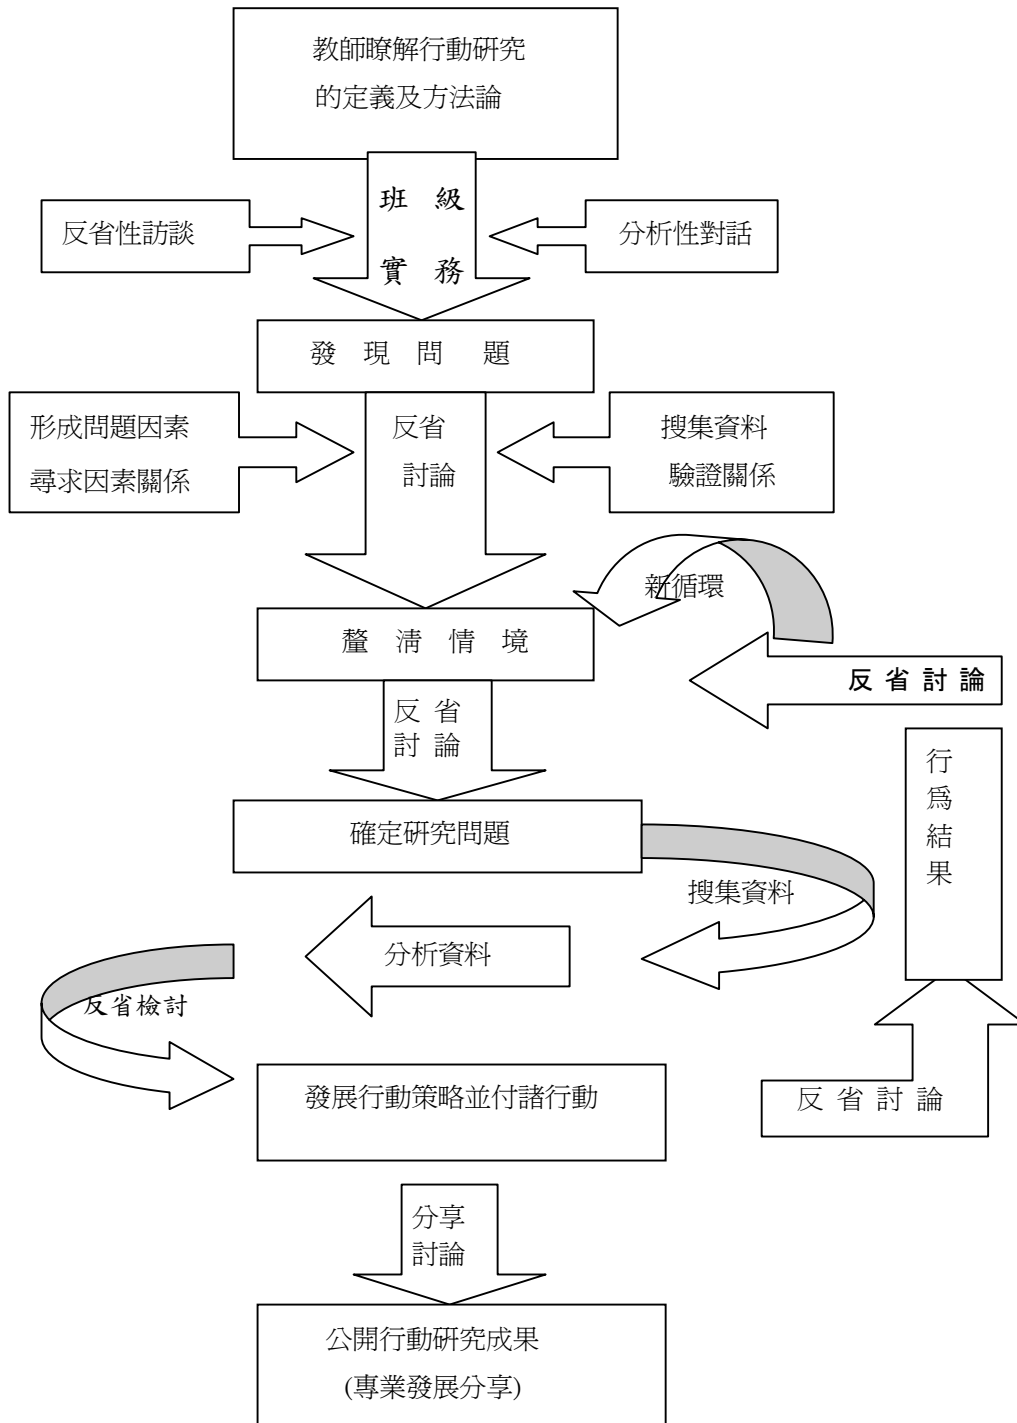 教師瞭解行動研究
的定義及方法論
班 級
實 務
反省性訪談
分析性對話
發 現 問 題
形成問題因素
尋求因素關係
反省
討論
搜集資料
驗證關係
新循環
釐 清 情 境
反 省 討 論
反 省
討 論
行
為
結
果
確定研究問題
搜集資料
分析資料
反省檢討
發展行動策略並付諸行動
反 省 討 論
分享
討論
公開行動研究成果
(專業發展分享)